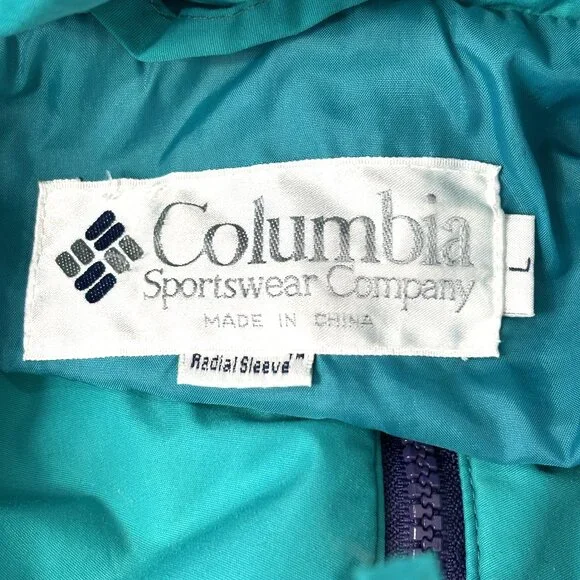 Columbia
Sportswear Company
MADE IN CHINA
L
Radial Sleeve™